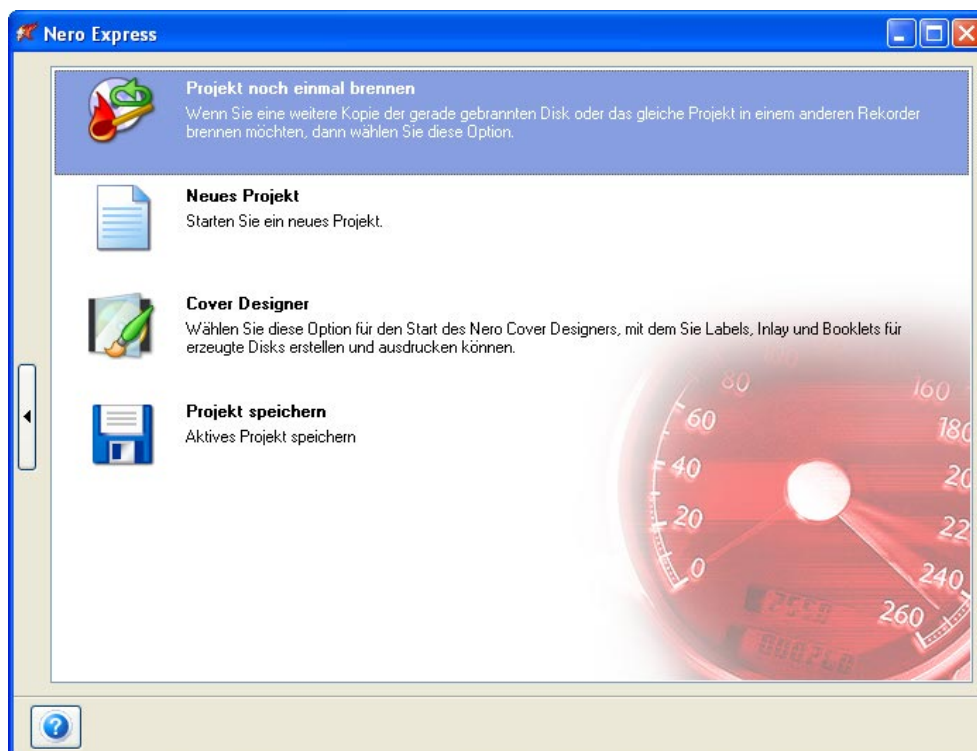 Nero Express
Projekt noch einmal brennen
Wenn Sie eine weitere Kopie der gerade gebrannten Disk oder das gleiche Projekt in einem anderen Rekorder
brennen möchten, dann wählen Sie diese Option.
Neues Projekt
Starten Sie ein neues Projekt.
Cover Designer
Wählen Sie diese Option für den Start des Nero Cover Designers, mit dem Sie Labels, Inlay und Booklets für
erzeugte Disks erstellen und ausdrucken können.
Projekt speichern
Aktives Projekt speichern
80
160
60
180
40
20
20
22
0
240
260